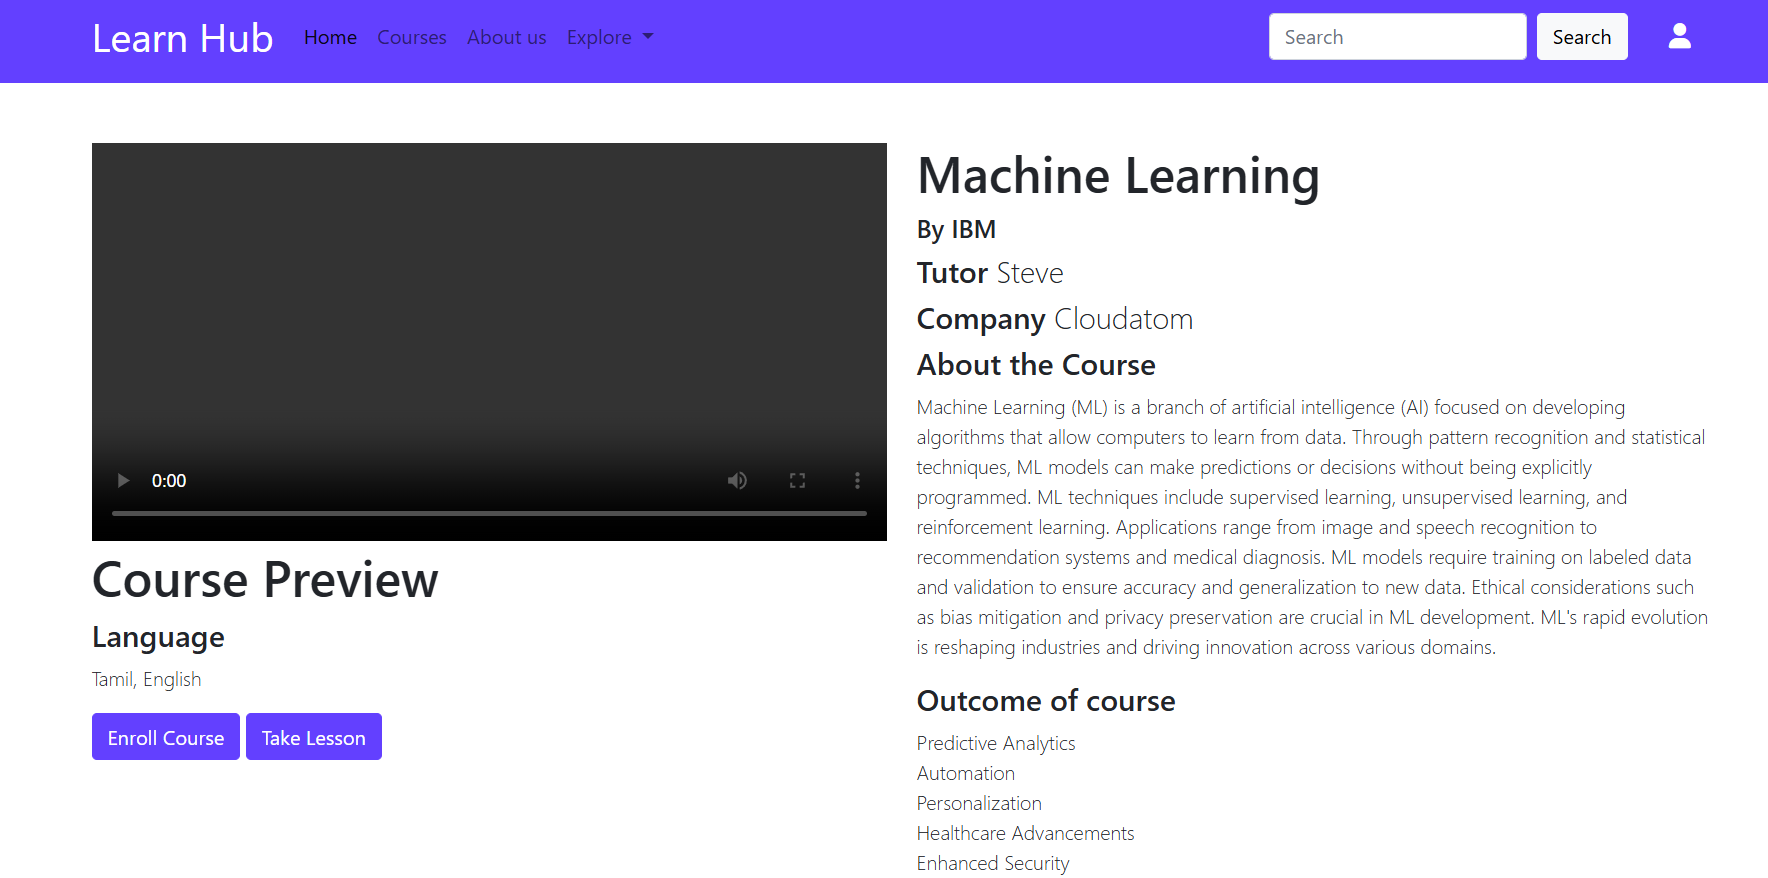 Learn Hub Home Courses About us Explore Search Search
0:00
Course Preview
Language
Tamil, English
Enroll Course Take Lesson
Machine Learning
By IBM
Tutor Steve
Company Cloudatom
About the Course
Machine Learning (ML) is a branch of artificial intelligence (AI) focused on developing
algorithms that allow computers to learn from data. Through pattern recognition and statistical
techniques, ML models can make predictions or decisions without being explicitly
programmed. ML techniques include supervised learning, unsupervised learning, and
reinforcement learning. Applications range from image and speech recognition to
recommendation systems and medical diagnosis. ML models require training on labeled data
and validation to ensure accuracy and generalization to new data. Ethical considerations such
as bias mitigation and privacy preservation are crucial in ML development. ML's rapid evolution
is reshaping industries and driving innovation across various domains.
Outcome of course
Predictive Analytics
Automation
Personalization
Healthcare Advancements
Enhanced Security